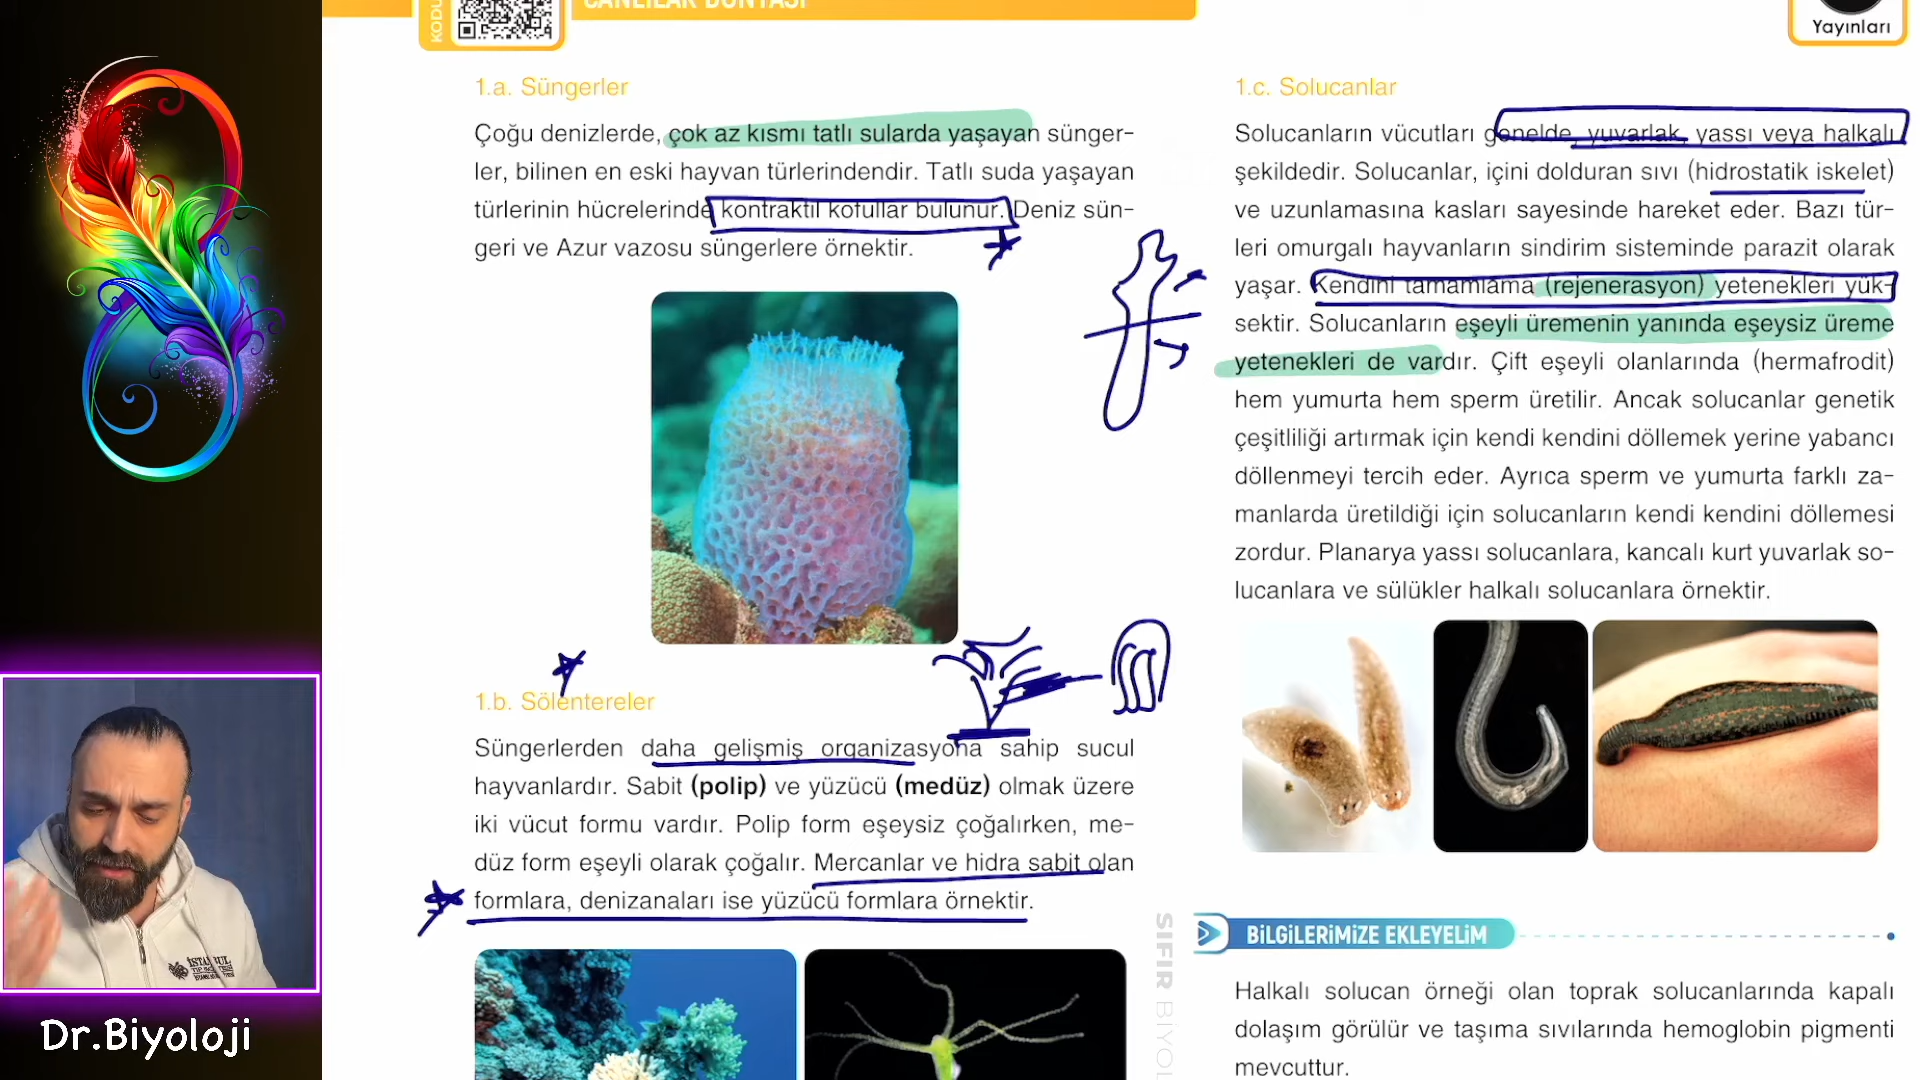 KODU
CANLILAR DÜNYASI
Yayınları
1.a. Süngerler
Çoğu denizlerde, çok az kısmı tatlı sularda yaşayan sünger-
ler, bilinen en eski hayvan türlerindendir. Tatlı suda yaşayan
türlerinin hücrelerinde kontraktil kofullar bulunur. Deniz sün-
geri ve Azur vazosu süngerlere örnektir.
1.b. Sölentereler
Süngerlerden daha gelişmiş organizasyona sahip sucul
hayvanlardır. Sabit (polip) ve yüzücü (medüz) olmak üzere
iki vücut formu vardır. Polip form eşeysiz çoğalırken, me-
düz form eşeyli olarak çoğalır. Mercanlar ve hidra sabit olan
formlara, denizanaları ise yüzücü formlara örnektir.
1.c. Solucanlar
Solucanların vücutları genelde yuvarlak, yassı veya halkalı
şekildedir. Solucanlar, içini dolduran sıvı (hidrostatik iskelet)
ve uzunlamasına kasları sayesinde hareket eder. Bazı tür-
leri omurgalı hayvanların sindirim sisteminde parazit olarak
yaşar. Kendini tamamlama (rejenerasyon) yetenekleri yük-
sektir. Solucanların eşeyli üremenin yanında eşeysiz üreme
yetenekleri de vardır. Çift eşeyli olanlarında (hermafrodit)
hem yumurta hem sperm üretilir. Ancak solucanlar genetik
çeşitliliği artırmak için kendi kendini döllemek yerine yabancı
döllenmeyi tercih eder. Ayrıca sperm ve yumurta farklı za-
manlarda üretildiği için solucanların kendi kendini döllemesi
zordur. Planarya yassı solucanlara, kancalı kurt yuvarlak so-
lucanlara ve sülükler halkalı solucanlara örnektir.
BİLGİLERİMİZE EKLEYELİM
Halkalı solucan örneği olan toprak solucanlarında kapalı
dolaşım görülür ve taşıma sıvılarında hemoglobin pigmenti
mevcuttur.
SIFIR BİYOL
İSTANBUL
Dr.Biyoloji